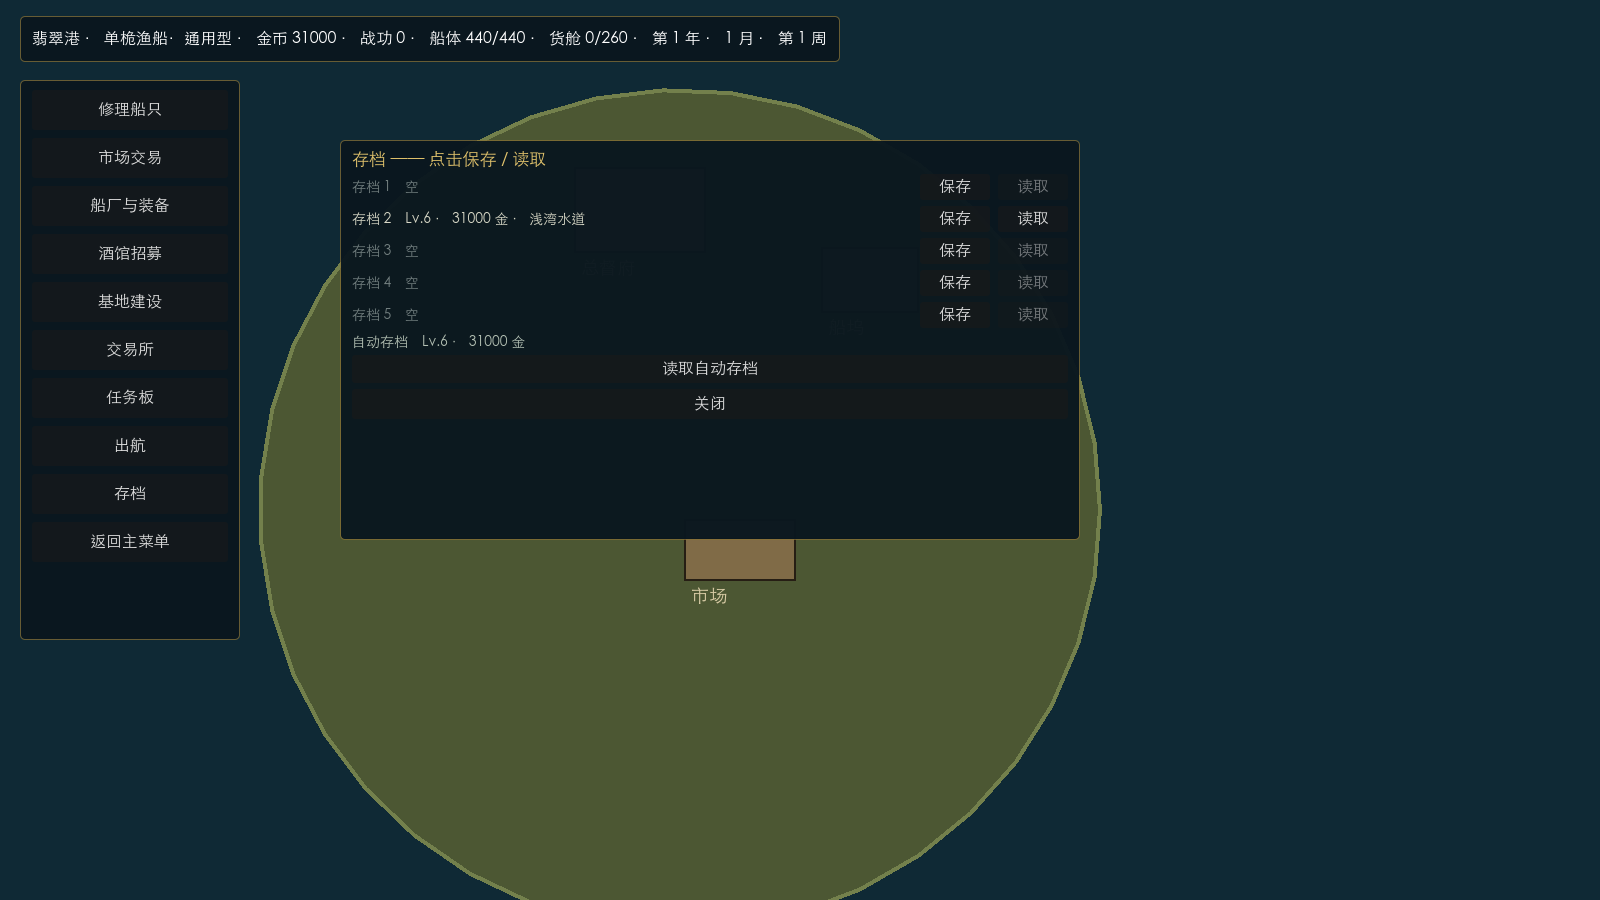 翡翠港 · 单桅渔船 · 通用型 · 金币 31000 · 战功 0 · 船体 440/440 · 货舱 0/260 · 第 1 年 · 1 月 · 第 1 周
修理船只
市场交易
船厂与装备
酒馆招募
基地建设
交易所
任务板
出航
存档
返回主菜单
存档 —— 点击保存 / 读取
存档 1 空 保存 读取
存档 2 Lv.6 · 31000 金 · 浅湾水道 保存 读取
存档 3 空 保存 读取
存档 4 空 保存 读取
存档 5 空 保存 读取
自动存档 Lv.6 · 31000 金
读取自动存档
关闭
市场